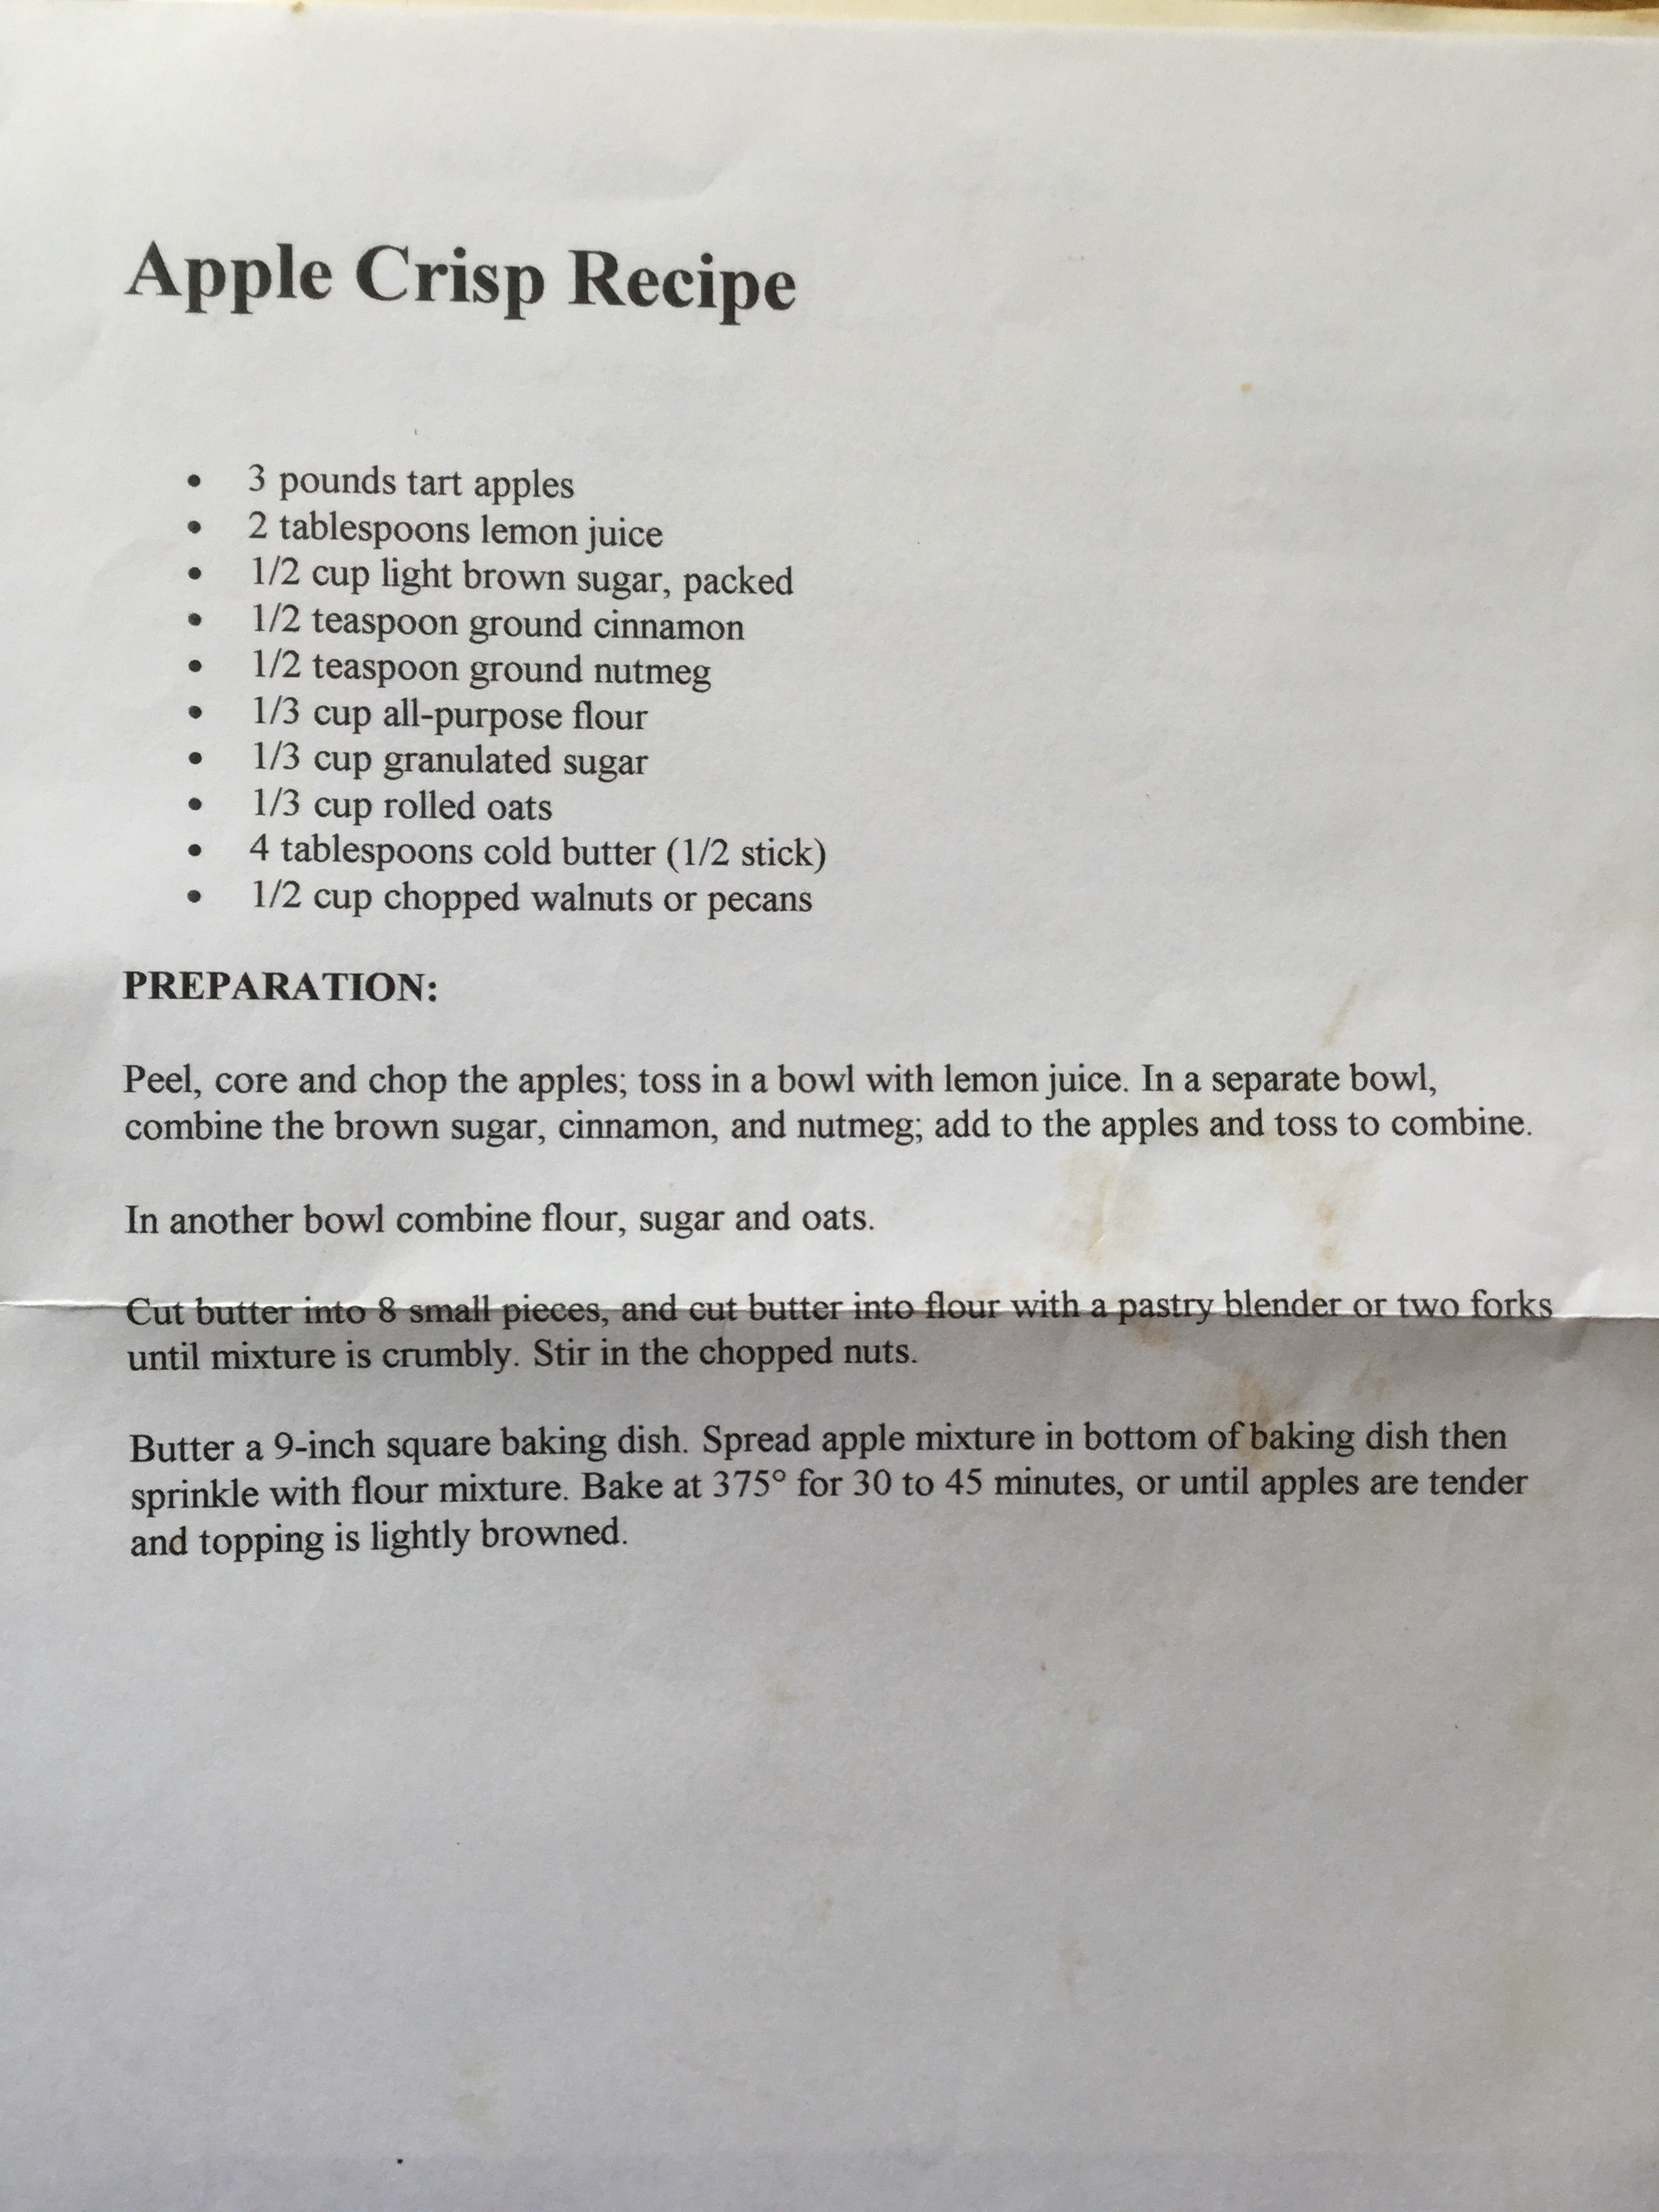 Apple Crisp Recipe
• 3 pounds tart apples
• 2 tablespoons lemon juice
• 1/2 cup light brown sugar, packed
• 1/2 teaspoon ground cinnamon
• 1/2 teaspoon ground nutmeg
• 1/3 cup all-purpose flour
• 1/3 cup granulated sugar
• 1/3 cup rolled oats
• 4 tablespoons cold butter (1/2 stick)
• 1/2 cup chopped walnuts or pecans
PREPARATION:
Peel, core and chop the apples; toss in a bowl with lemon juice. In a separate bowl,
combine the brown sugar, cinnamon, and nutmeg; add to the apples and toss to combine.
In another bowl combine flour, sugar and oats.
Cut butter into 8 small pieces, and cut butter into flour with a pastry blender or two forks
until mixture is crumbly. Stir in the chopped nuts.
Butter a 9-inch square baking dish. Spread apple mixture in bottom of baking dish then
sprinkle with flour mixture. Bake at 375° for 30 to 45 minutes, or until apples are tender
and topping is lightly browned.